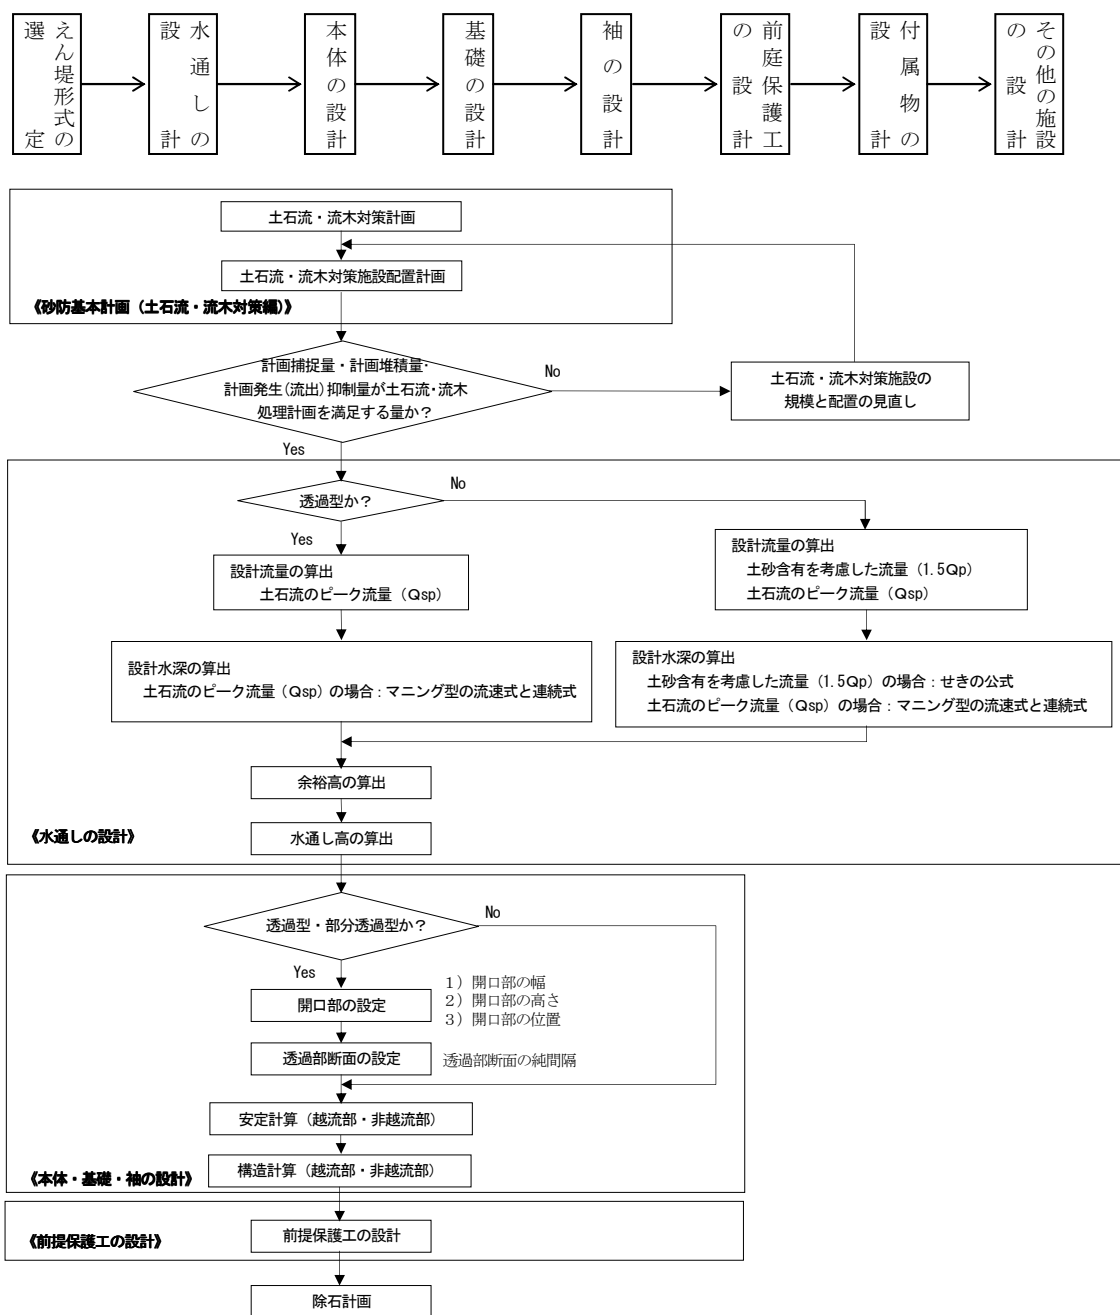 えん堤形式の
選定
水通しの
設計
本体の設計
基礎の設計
袖の設計
前庭保護工
の設計
付属物の
設計
その他の施設
の設計
土石流・流木対策計画
土石流・流木対策施設配置計画
《砂防基本計画（土石流・流木対策編）》
計画捕捉量・計画堆積量・
計画発生(流出)抑制量が土石流・流木
処理計画を満足する量か？
No
土石流・流木対策施設の
規模と配置の見直し
Yes
透過型か？
No
Yes
設計流量の算出
土石流のピーク流量（Qsp）
設計流量の算出
土砂含有を考慮した流量（1.5Qp）
土石流のピーク流量（Qsp）
設計水深の算出
土石流のピーク流量（Qsp）の場合：マニング型の流速式と連続式
設計水深の算出
土砂含有を考慮した流量（1.5Qp）の場合：せきの公式
土石流のピーク流量（Qsp）の場合：マニング型の流速式と連続式
余裕高の算出
水通し高の算出
《水通しの設計》
透過型・部分透過型か？
No
Yes
開口部の設定
1）開口部の幅
2）開口部の高さ
3）開口部の位置
透過部断面の設定
透過部断面の純間隔
安定計算（越流部・非越流部）
構造計算（越流部・非越流部）
《本体・基礎・袖の設計》
前提保護工の設計
《前提保護工の設計》
除石計画